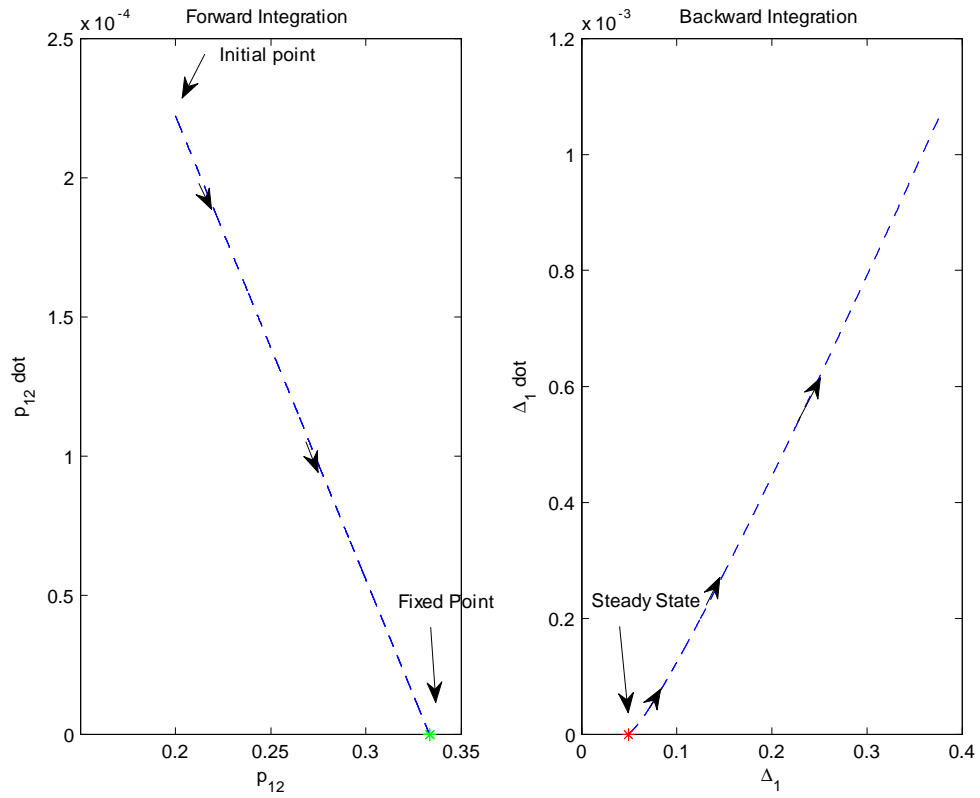 Forward Integration
x 10^-4
2.5
2
1.5
1
0.5
0
0.2
0.25
0.3
0.35
p_12
p_12 dot
Initial point
Fixed Point
Backward Integration
x 10^-3
1.2
1
0.8
0.6
0.4
0.2
0
0
0.1
0.2
0.3
0.4
Δ_1
Δ_1 dot
Steady State